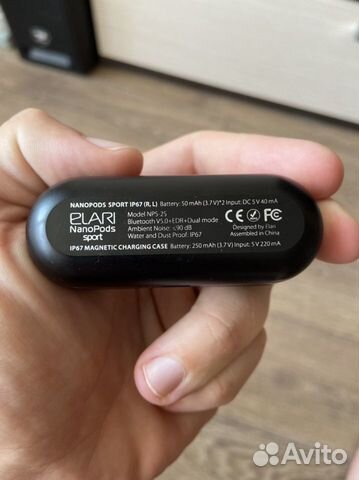 NANOPODS SPORT IP67 (R, L) Battery: 50 mAh (3.7 V)*2 Input: DC 5 V 40 mA
ELARI
NanoPods
sport
Model: NPS-2S
Bluetooth V5.0+EDR+Dual mode
Ambient Noise: ≤90 dB
Water and Dust Proof: IP67
CE FC
Designed by Elari
Assembled in China
IP67 MAGNETIC CHARGING CASE Battery: 250 mAh (3.7 V) Input: 5 V 220 mA
Avito